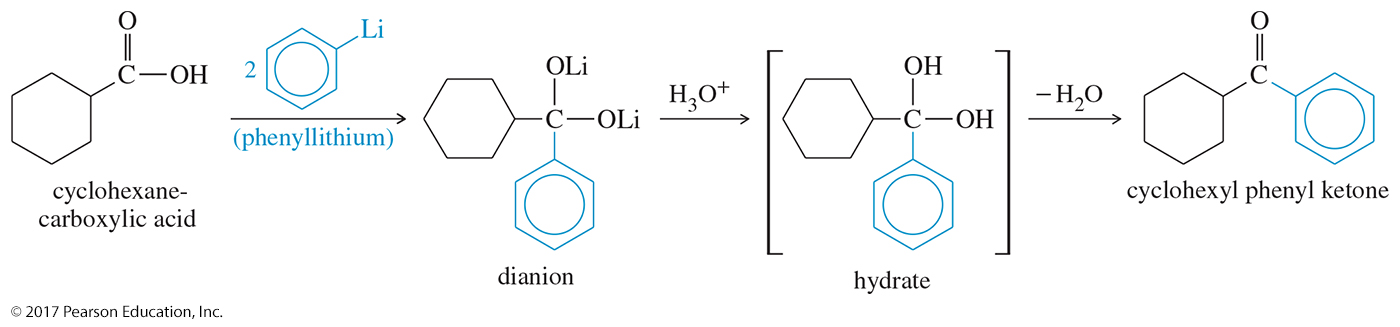 O
C—OH
cyclohexane-
carboxylic acid
2
Li
(phenyllithium)
OLi
C—OLi
dianion
H₃O⁺
OH
C—OH
hydrate
−H₂O
O
C
cyclohexyl phenyl ketone
© 2017 Pearson Education, Inc.